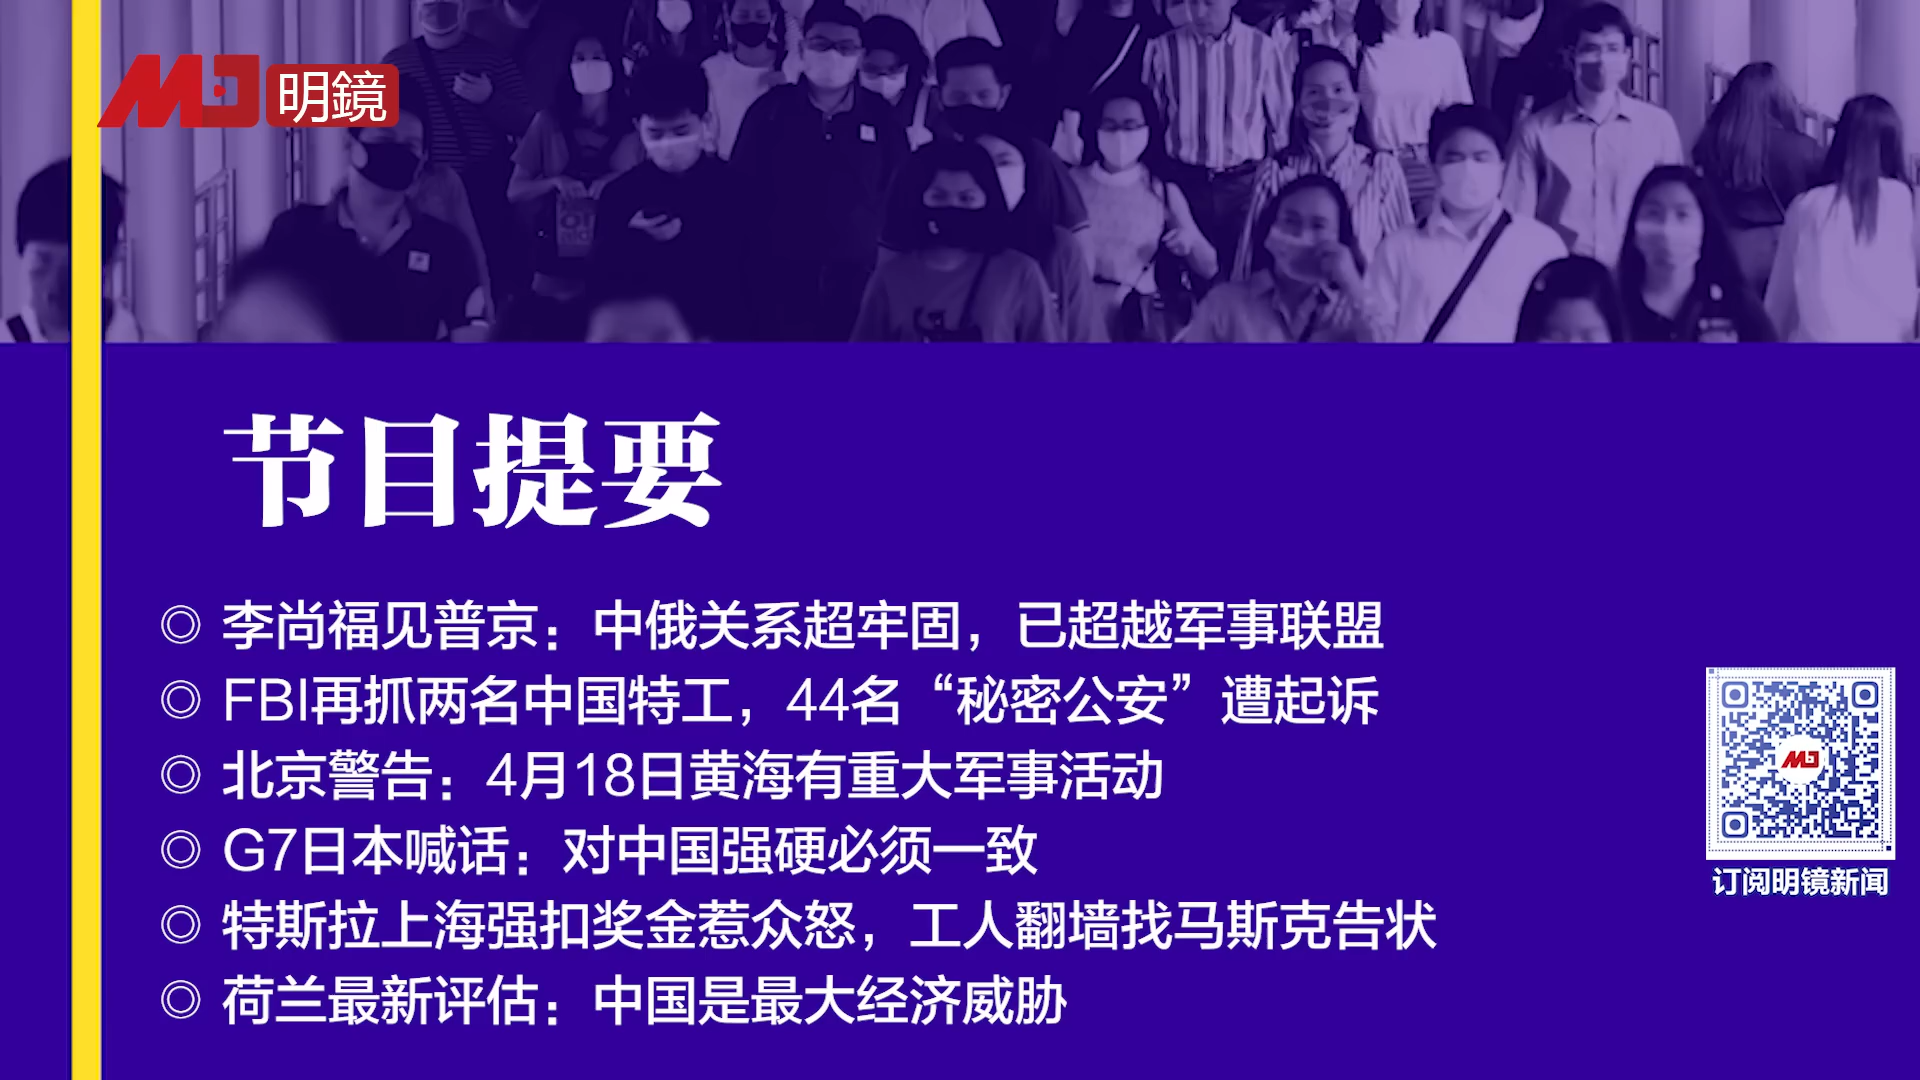 明鏡
节目提要
◎ 李尚福见普京：中俄关系超牢固，已超越军事联盟
◎ FBI再抓两名中国特工，44名“秘密公安”遭起诉
◎ 北京警告：4月18日黄海有重大军事活动
◎ G7日本喊话：对中国强硬必须一致
◎ 特斯拉上海强扣奖金惹众怒，工人翻墙找马斯克告状
◎ 荷兰最新评估：中国是最大经济威胁
订阅明镜新闻